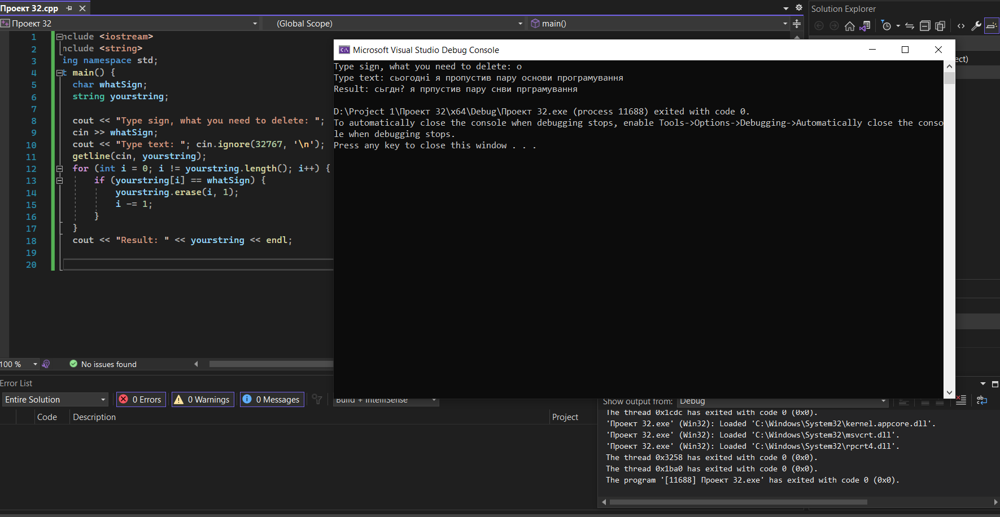 Проект 32.cpp
Проект 32
(Global Scope)
main()
Solution Explorer
1 nclude <iostream>
2 nclude <string>
3 ing namespace std;
4 t main() {
5 char whatSign;
6 string yourstring;
7
8 cout << "Type sign, what you need to delete: ";
9 cin >> whatSign;
10 cout << "Type text: "; cin.ignore(32767, '\n');
11 getline(cin, yourstring);
12 for (int i = 0; i != yourstring.length(); i++) {
13 if (yourstring[i] == whatSign) {
14 yourstring.erase(i, 1);
15 i -= 1;
16 }
17 }
18 cout << "Result: " << yourstring << endl;
19
20
Microsoft Visual Studio Debug Console
Type sign, what you need to delete: о
Type text: сьогодні я пропустив пару основи програмування
Result: сьгдн? я прпустив пару снви прграмування
D:\Project 1\Проект 32\x64\Debug\Проект 32.exe (process 11688) exited with code 0.
To automatically close the console when debugging stops, enable Tools->Options->Debugging->Automatically close the conso
le when debugging stops.
Press any key to close this window . . .
ect)
100 %
No issues found
Error List
Entire Solution
0 Errors
0 Warnings
0 Messages
Build + IntelliSense
Code
Description
Project
Show output from:
Debug
The thread 0x1cdc has exited with code 0 (0x0).
'Проект 32.exe' (Win32): Loaded 'C:\Windows\System32\kernel.appcore.dll'.
'Проект 32.exe' (Win32): Loaded 'C:\Windows\System32\msvcrt.dll'.
'Проект 32.exe' (Win32): Loaded 'C:\Windows\System32\rpcrt4.dll'.
The thread 0x3258 has exited with code 0 (0x0).
The thread 0x1ba0 has exited with code 0 (0x0).
The program '[11688] Проект 32.exe' has exited with code 0 (0x0).